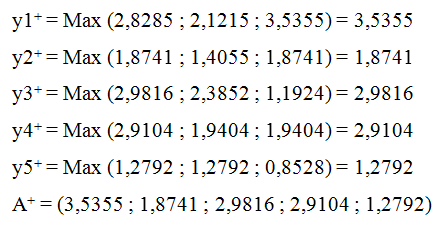 y1⁺ = Max (2,8285 ; 2,1215 ; 3,5355) = 3,5355
y2⁺ = Max (1,8741 ; 1,4055 ; 1,8741) = 1,8741
y3⁺ = Max (2,9816 ; 2,3852 ; 1,1924) = 2,9816
y4⁺ = Max (2,9104 ; 1,9404 ; 1,9404) = 2,9104
y5⁺ = Max (1,2792 ; 1,2792 ; 0,8528) = 1,2792
A⁺ = (3,5355 ; 1,8741 ; 2,9816 ; 2,9104 ; 1,2792)